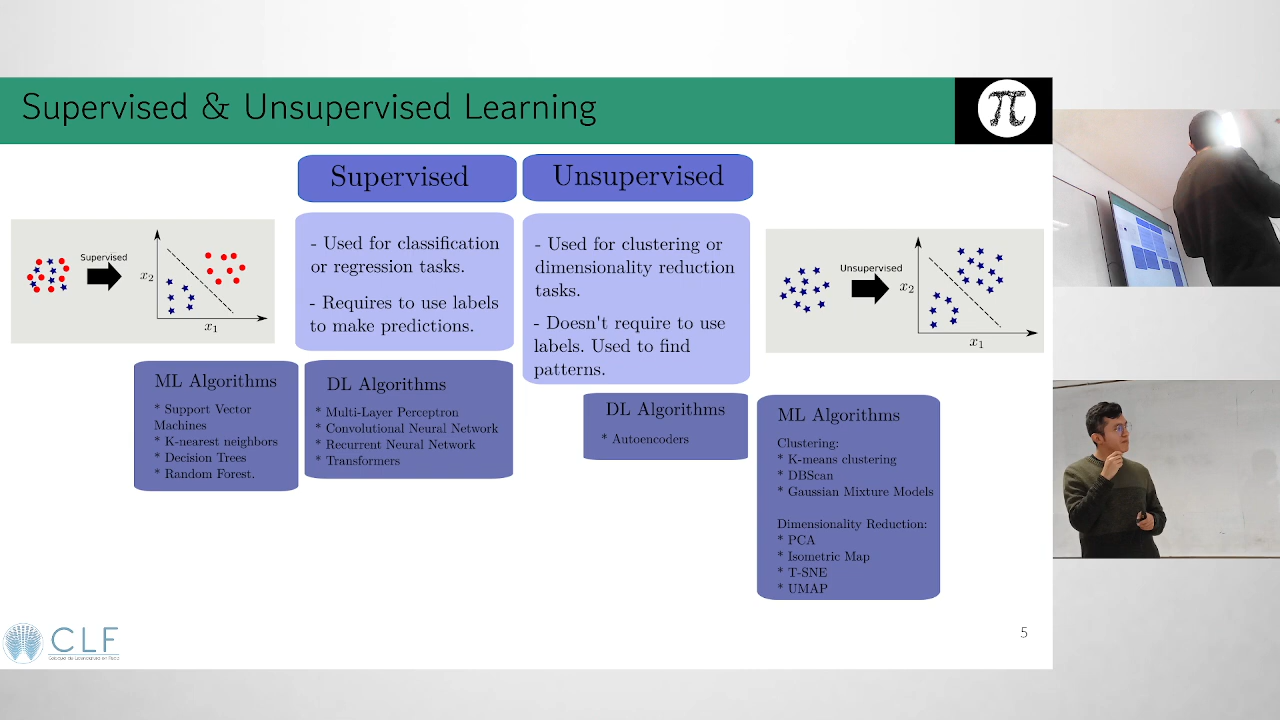 Supervised & Unsupervised Learning
π
Supervised
Unsupervised
Supervised
x₂
x₁
- Used for classification
or regression tasks.
- Requires to use labels
to make predictions.
- Used for clustering or
dimensionality reduction
tasks.
- Doesn't require to use
labels. Used to find
patterns.
Unsupervised
x₂
x₁
ML Algorithms
* Support Vector
Machines
* K-nearest neighbors
* Decision Trees
* Random Forest.
DL Algorithms
* Multi-Layer Perceptron
* Convolutional Neural Network
* Recurrent Neural Network
* Transformers
DL Algorithms
* Autoencoders
ML Algorithms
Clustering:
* K-means clustering
* DBScan
* Gaussian Mixture Models
Dimensionality Reduction:
* PCA
* Isometric Map
* T-SNE
* UMAP
CLF
5